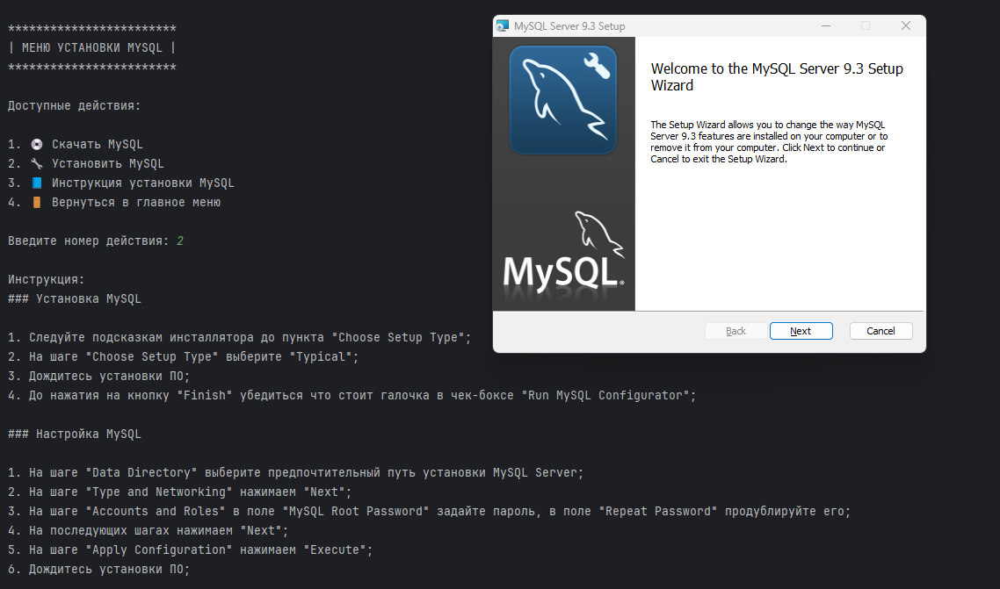 ************************
| МЕНЮ УСТАНОВКИ MYSQL |
************************
Доступные действия:
1. 💿 Скачать MySQL
2. 🔧 Установить MySQL
3. 📘 Инструкция установки MySQL
4. 🚪 Вернуться в главное меню
Введите номер действия: 2
Инструкция:
### Установка MySQL
1. Следуйте подсказкам инсталлятора до пункта "Choose Setup Type";
2. На шаге "Choose Setup Type" выберите "Typical";
3. Дождитесь установки ПО;
4. До нажатия на кнопку "Finish" убедиться что стоит галочка в чек-боксе "Run MySQL Configurator";
### Настройка MySQL
1. На шаге "Data Directory" выберите предпочтительный путь установки MySQL Server;
2. На шаге "Type and Networking" нажимаем "Next";
3. На шаге "Accounts and Roles" в поле "MySQL Root Password" задайте пароль, в поле "Repeat Password" продублируйте его;
4. На последующих шагах нажимаем "Next";
5. На шаге "Apply Configuration" нажимаем "Execute";
6. Дождитесь установки ПО;
MySQL Server 9.3 Setup
Welcome to the MySQL Server 9.3 Setup
Wizard
The Setup Wizard allows you to change the way MySQL
Server 9.3 features are installed on your computer or to
remove it from your computer. Click Next to continue or
Cancel to exit the Setup Wizard.
MySQL®
Back
Next
Cancel